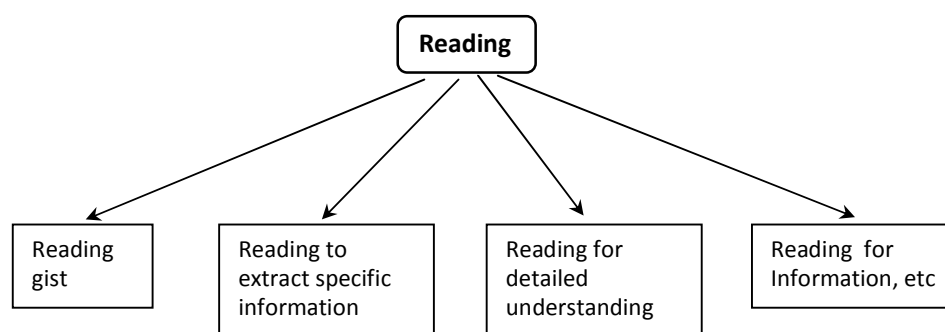 Reading
Reading
gist
Reading to
extract specific
information
Reading for
detailed
understanding
Reading for
Information, etc